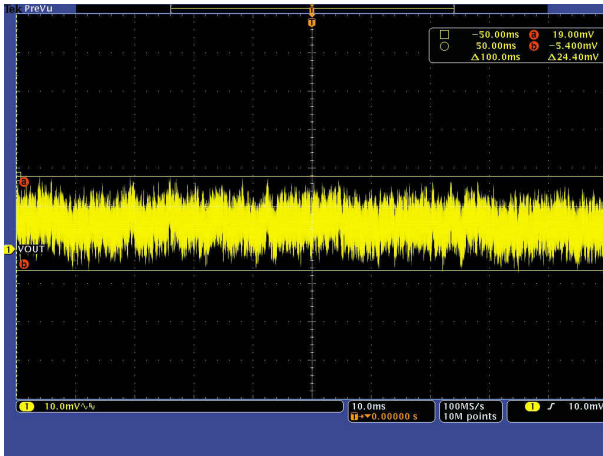 Tek PreVu
T
−50.00ms a 19.00mV
50.00ms b −5.400mV
Δ100.0ms Δ24.40mV
a
1 VOUT
b
1 10.0mV
10.0ms
T→▼0.00000 s
100MS/s
10M points
1 10.0mV